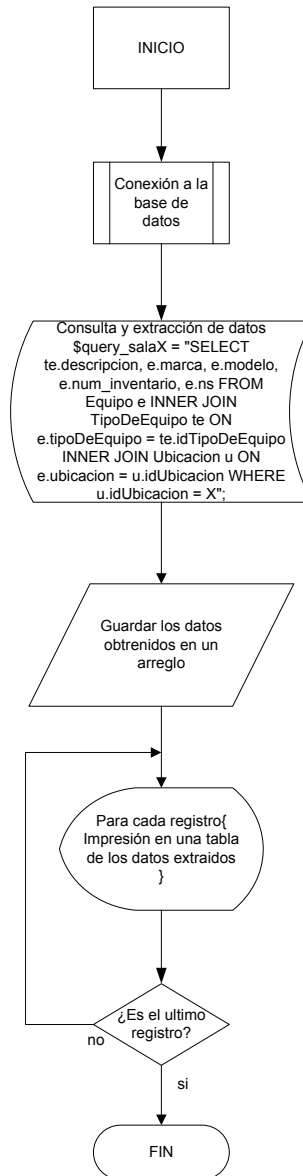 INICIO
Conexión a la
base de
datos
Consulta y extracción de datos
$query_salaX = "SELECT
te.descripcion, e.marca, e.modelo,
e.num_inventario, e.ns FROM
Equipo e INNER JOIN
TipoDeEquipo te ON
e.tipoDeEquipo = te.idTipoDeEquipo
INNER JOIN Ubicacion u ON
e.ubicacion = u.idUbicacion WHERE
u.idUbicacion = X";
Guardar los datos
obtrenidos en un
arreglo
Para cada registro{
Impresión en una tabla
de los datos extraidos
}
¿Es el ultimo
registro?
no
si
FIN